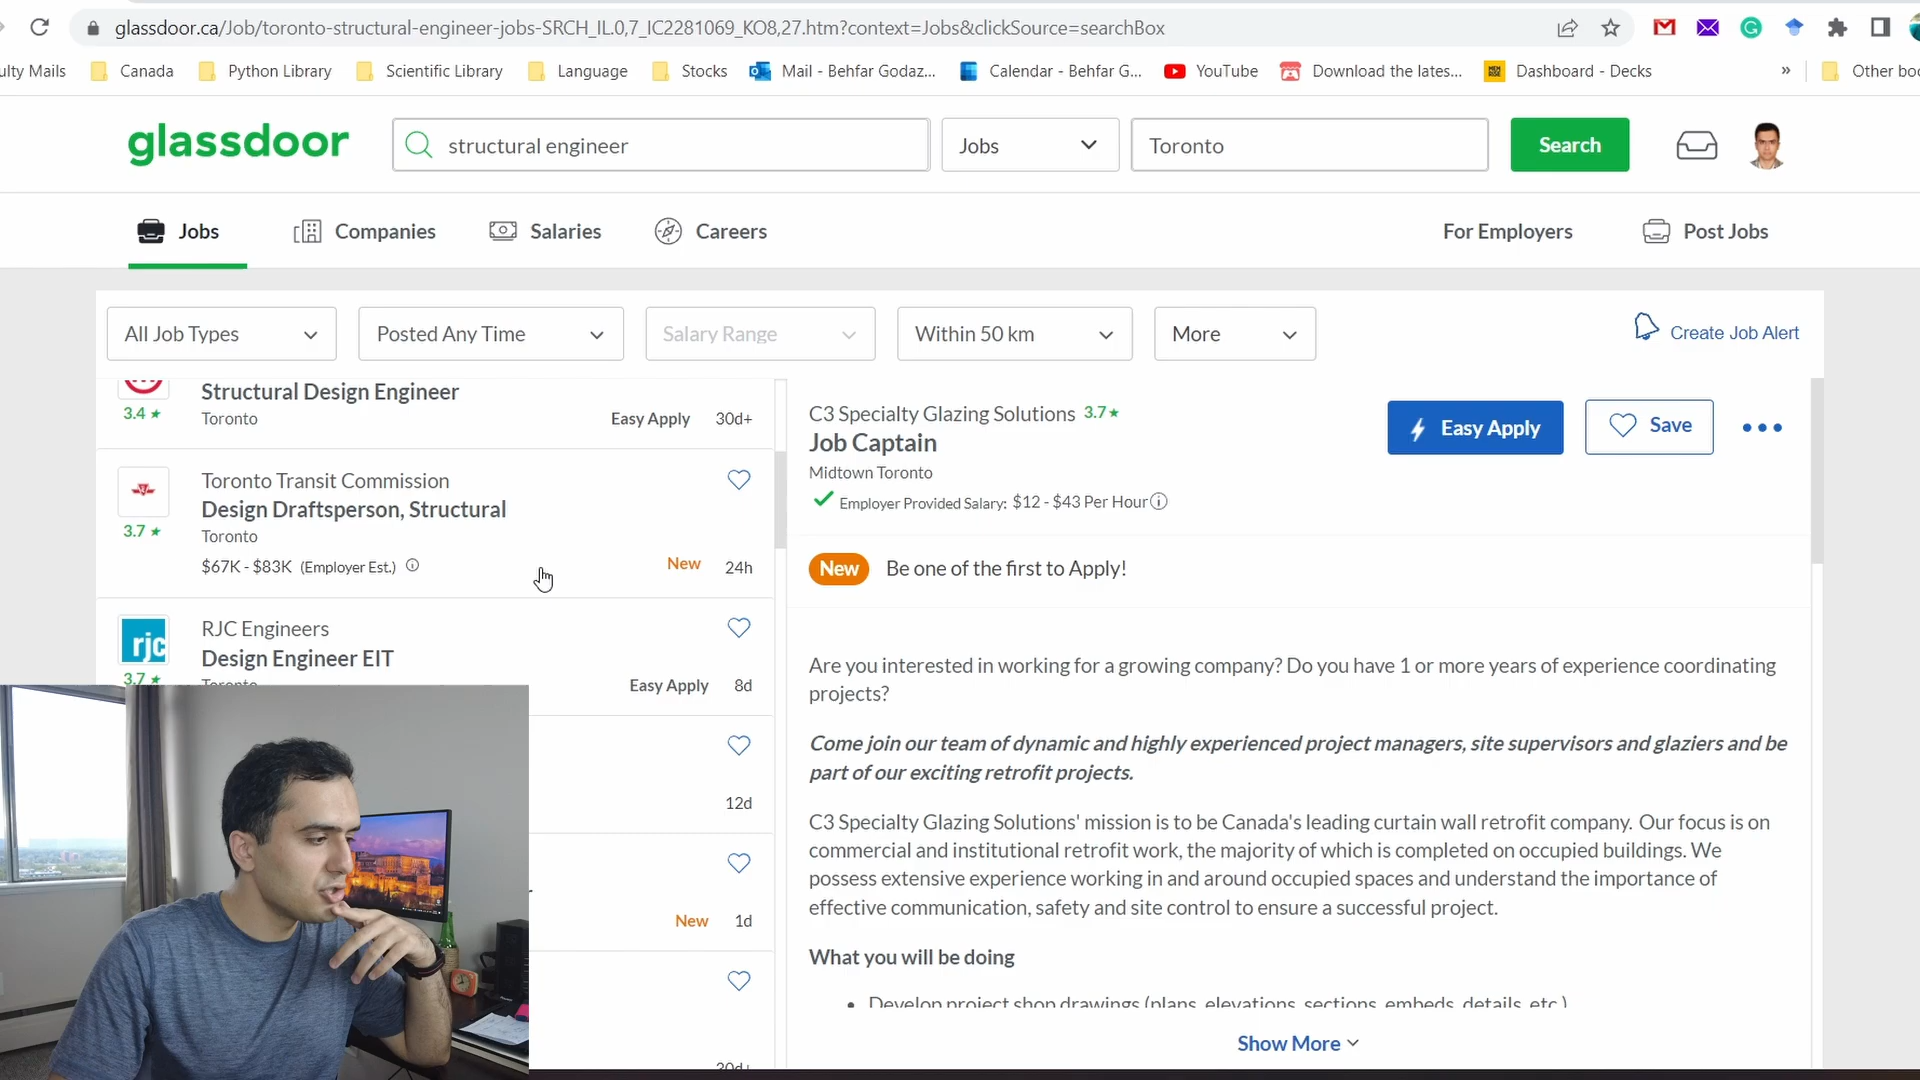 glassdoor.ca/Job/toronto-structural-engineer-jobs-SRCH_IL.0,7_IC2281069_KO8,27.htm?context=Jobs&clickSource=searchBox
ulty Mails Canada Python Library Scientific Library Language Stocks Mail - Behfar Godaz... Calendar - Behfar G... YouTube Download the lates... Dashboard - Decks » Other boo
glassdoor structural engineer Jobs Toronto Search
Jobs Companies Salaries Careers For Employers Post Jobs
All Job Types Posted Any Time Salary Range Within 50 km More Create Job Alert
Structural Design Engineer
3.4 ★ Toronto Easy Apply 30d+
Toronto Transit Commission
Design Draftsperson, Structural
3.7 ★ Toronto
$67K - $83K (Employer Est.) New 24h
rjc RJC Engineers
Design Engineer EIT
3.7 ★ Toronto Easy Apply 8d
12d
New 1d
30d+
C3 Specialty Glazing Solutions 3.7★
Job Captain
Midtown Toronto
Employer Provided Salary: $12 - $43 Per Hour
Easy Apply Save
New Be one of the first to Apply!
Are you interested in working for a growing company? Do you have 1 or more years of experience coordinating
projects?
Come join our team of dynamic and highly experienced project managers, site supervisors and glaziers and be
part of our exciting retrofit projects.
C3 Specialty Glazing Solutions' mission is to be Canada's leading curtain wall retrofit company. Our focus is on
commercial and institutional retrofit work, the majority of which is completed on occupied buildings. We
possess extensive experience working in and around occupied spaces and understand the importance of
effective communication, safety and site control to ensure a successful project.
What you will be doing
• Develop project shop drawings (plans, elevations, sections, embeds, details, etc.)
Show More